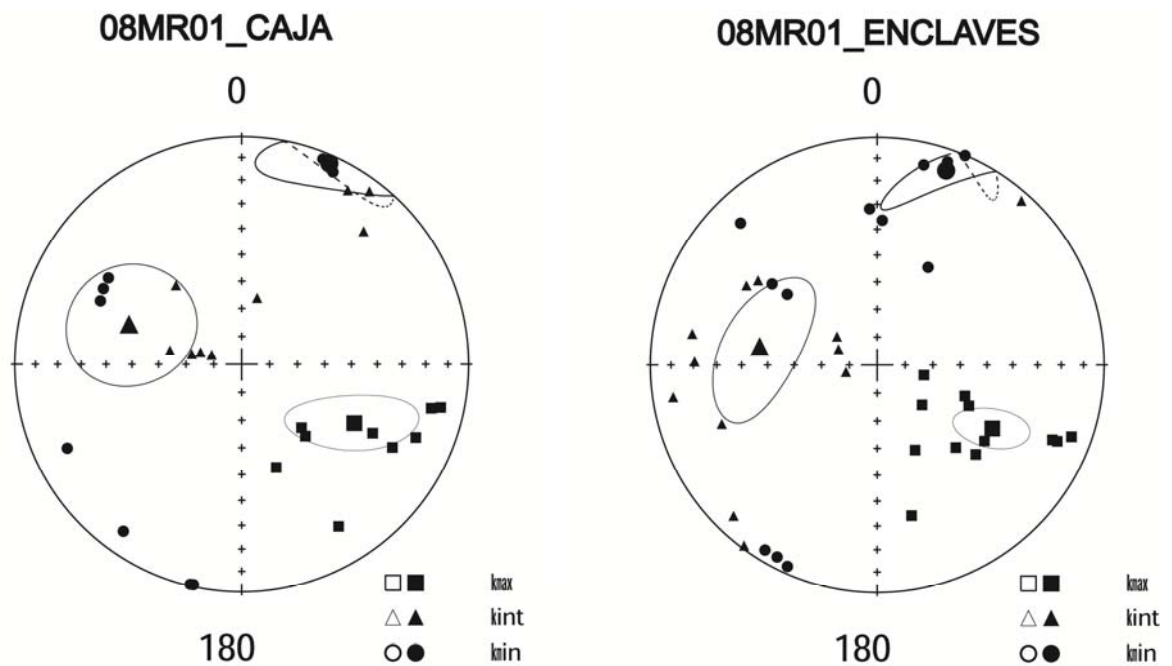 08MR01_CAJA
0
180
kmax
kint
kmin
08MR01_ENCLAVES
0
180
kmax
kint
kmin